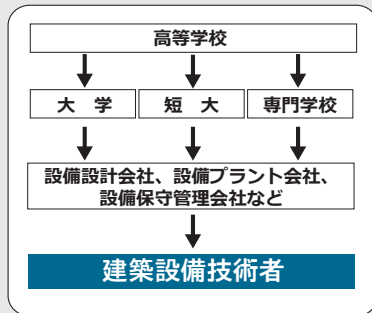 高等学校
大　学
短　大
専門学校
設備設計会社、設備プラント会社、
設備保守管理会社など
建築設備技術者